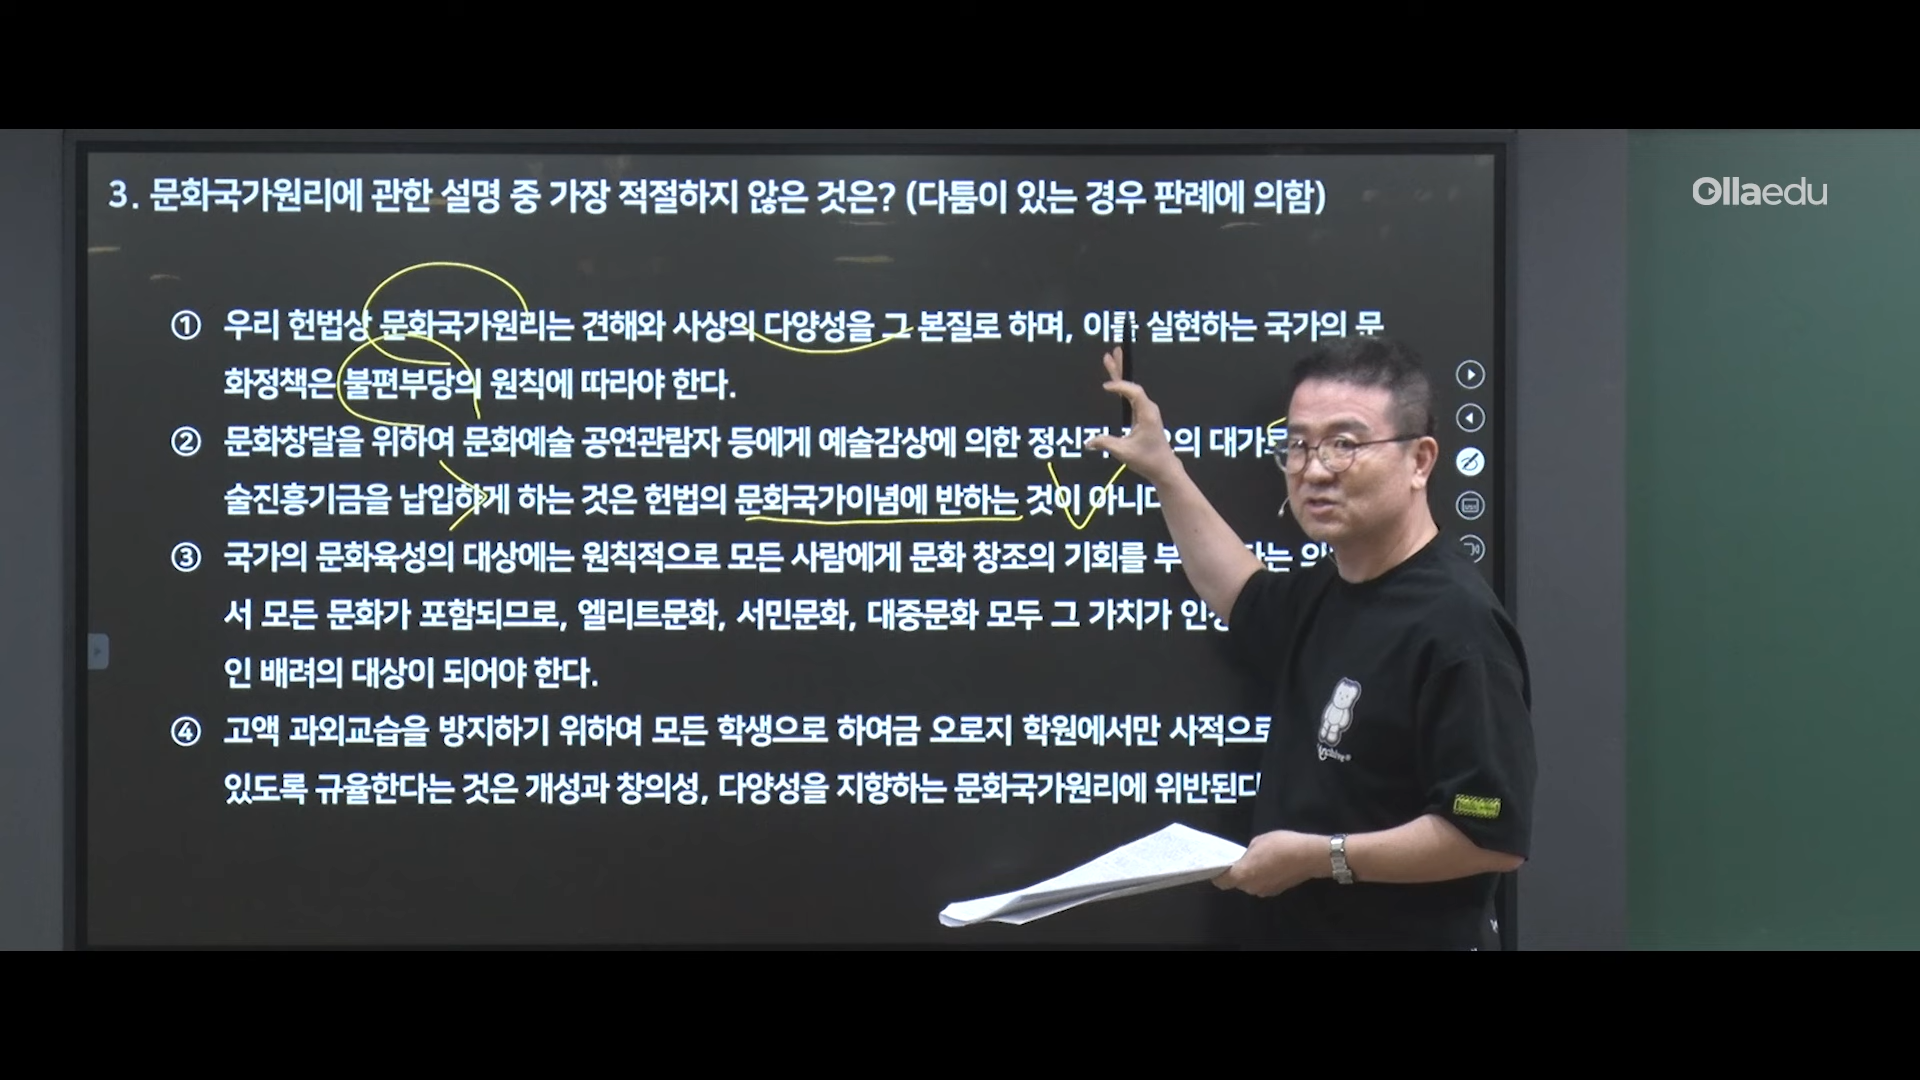 Ollaedu
3. 문화국가원리에 관한 설명 중 가장 적절하지 않은 것은? (다툼이 있는 경우 판례에 의함)
① 우리 헌법상 문화국가원리는 견해와 사상의 다양성을 그 본질로 하며, 이를 실현하는 국가의 문
화정책은 불편부당의 원칙에 따라야 한다.
② 문화창달을 위하여 문화예술 공연관람자 등에게 예술감상에 의한 정신적 의 대가로
술진흥기금을 납입하게 하는 것은 헌법의 문화국가이념에 반하는 것이 아니다
③ 국가의 문화육성의 대상에는 원칙적으로 모든 사람에게 문화 창조의 기회를
서 모든 문화가 포함되므로, 엘리트문화, 서민문화, 대중문화 모두 그 가치가
인 배려의 대상이 되어야 한다.
④ 고액 과외교습을 방지하기 위하여 모든 학생으로 하여금 오로지 학원에서만 사적으로
있도록 규율한다는 것은 개성과 창의성, 다양성을 지향하는 문화국가원리에 위반된다